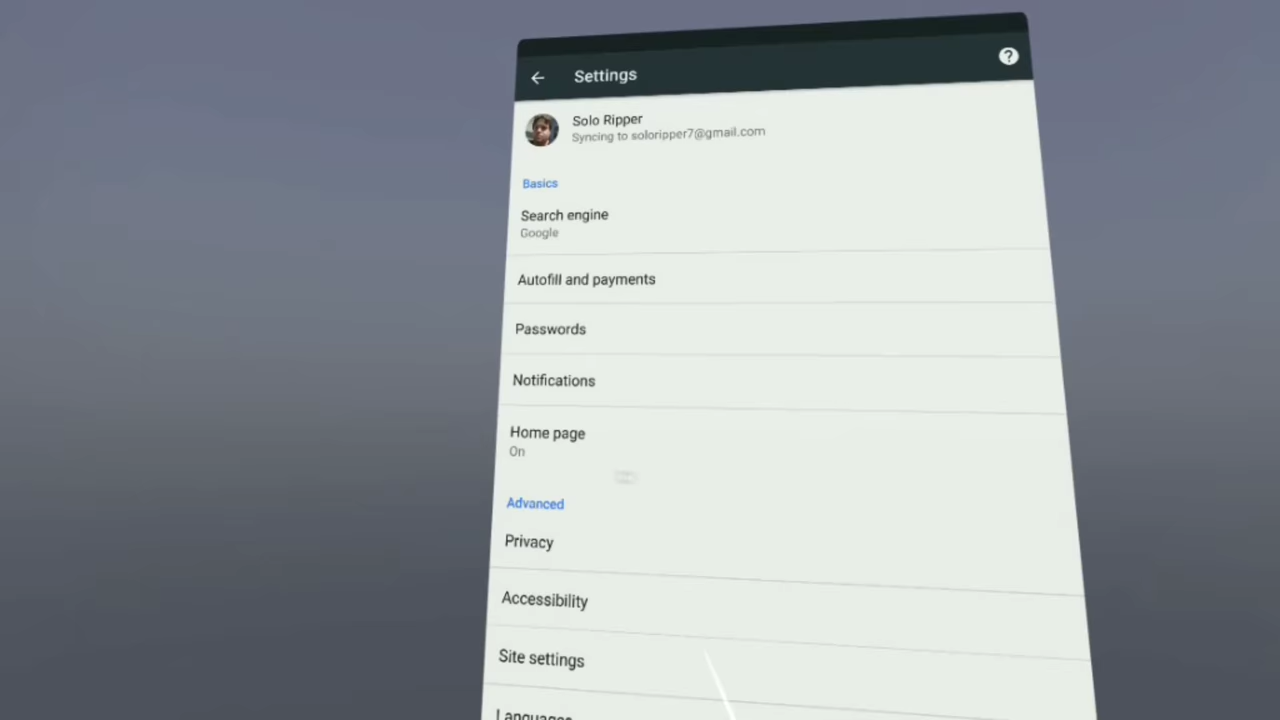 Settings
?
Solo Ripper
Syncing to soloripper7@gmail.com
Basics
Search engine
Google
Autofill and payments
Passwords
Notifications
Home page
On
Advanced
Privacy
Accessibility
Site settings
Languages